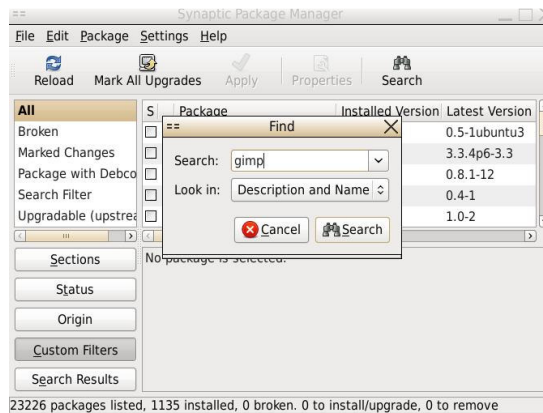 Synaptic Package Manager
File Edit Package Settings Help
Reload Mark All Upgrades Apply Properties Search
All
Broken
Marked Changes
Package with Debco
Search Filter
Upgradable (upstrea
S Package Installed Version Latest Version
0.5-1ubuntu3
3.3.4p6-3.3
0.8.1-12
0.4-1
1.0-2
Find
Search: gimp
Look in: Description and Name
Cancel Search
No package is selected.
Sections
Status
Origin
Custom Filters
Search Results
23226 packages listed, 1135 installed, 0 broken. 0 to install/upgrade, 0 to remove